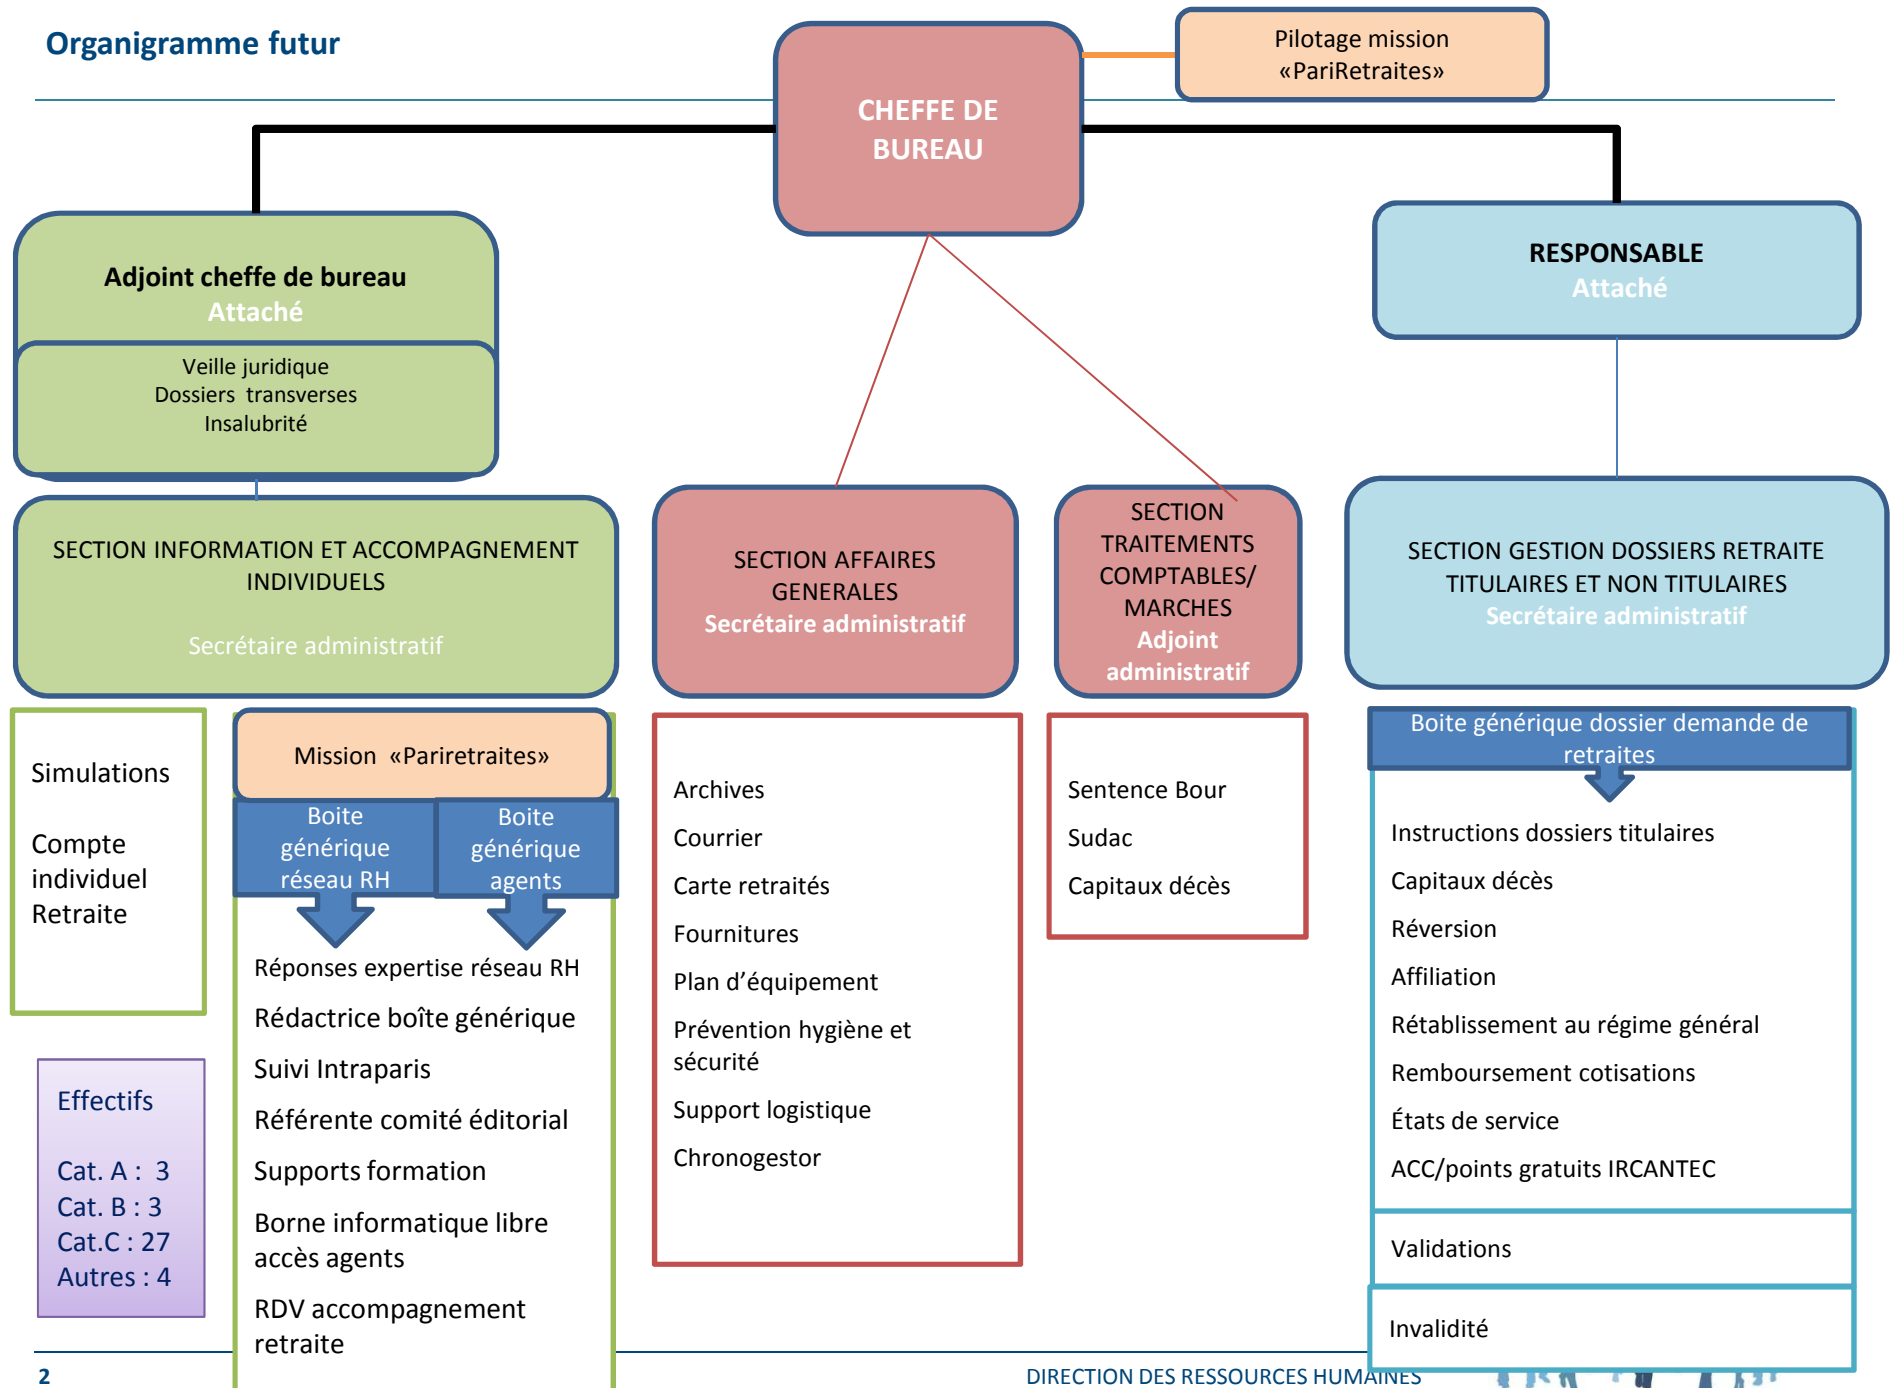 Organigramme futur
Pilotage mission
«PariRetraites»
CHEFFE DE
BUREAU
Adjoint cheffe de bureau
Attaché
Veille juridique
Dossiers transverses
Insalubrité
RESPONSABLE
Attaché
SECTION INFORMATION ET ACCOMPAGNEMENT
INDIVIDUELS
Secrétaire administratif
SECTION AFFAIRES
GENERALES
Secrétaire administratif
SECTION
TRAITEMENTS
COMPTABLES/
MARCHES
Adjoint
administratif
SECTION GESTION DOSSIERS RETRAITE
TITULAIRES ET NON TITULAIRES
Secrétaire administratif
Simulations
Compte
individuel
Retraite
Mission «Pariretraites»
Boite
générique
réseau RH
Boite
générique
agents
Réponses expertise réseau RH
Rédactrice boîte générique
Suivi Intraparis
Référente comité éditorial
Supports formation
Borne informatique libre
accès agents
RDV accompagnement
retraite
Archives
Courrier
Carte retraités
Fournitures
Plan d'équipement
Prévention hygiène et
sécurité
Support logistique
Chronogestor
Sentence Bour
Sudac
Capitaux décès
Boite générique dossier demande de
retraites
Instructions dossiers titulaires
Capitaux décès
Réversion
Affiliation
Rétablissement au régime général
Remboursement cotisations
États de service
ACC/points gratuits IRCANTEC
Validations
Invalidité
Effectifs
Cat. A : 3
Cat. B : 3
Cat.C : 27
Autres : 4
2
DIRECTION DES RESSOURCES HUMAINES